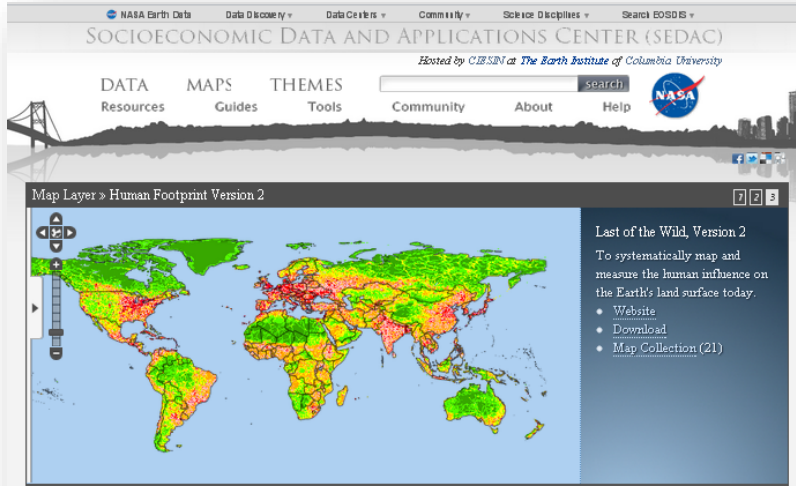 NASA Earth Data Data Discovery Data Centers Community Science Disciplines Search EOSDIS
SOCIOECONOMIC DATA AND APPLICATIONS CENTER (SEDAC)
Hosted by CIESIN at The Earth Institute of Columbia University
DATA MAPS THEMES search
NASA
Resources Guides Tools Community About Help
Map Layer » Human Footprint Version 2 1 2 3
Last of the Wild, Version 2
To systematically map and
measure the human influence on
the Earth's land surface today.
Website
Download
Map Collection (21)